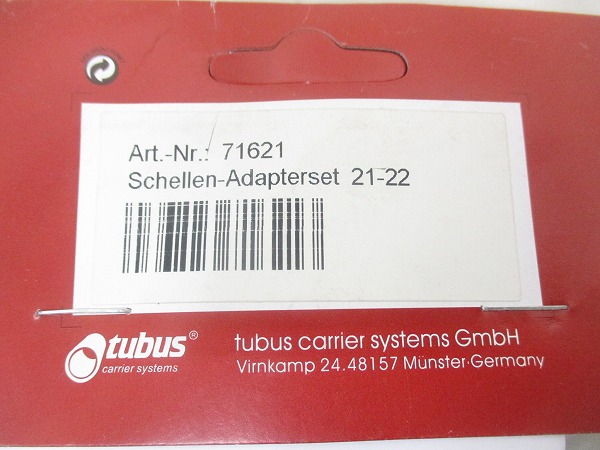 Art.-Nr.: 71621
Schellen-Adapterset 21-22
tubus®
carrier systems
tubus carrier systems GmbH
Virnkamp 24.48157 Münster·Germany